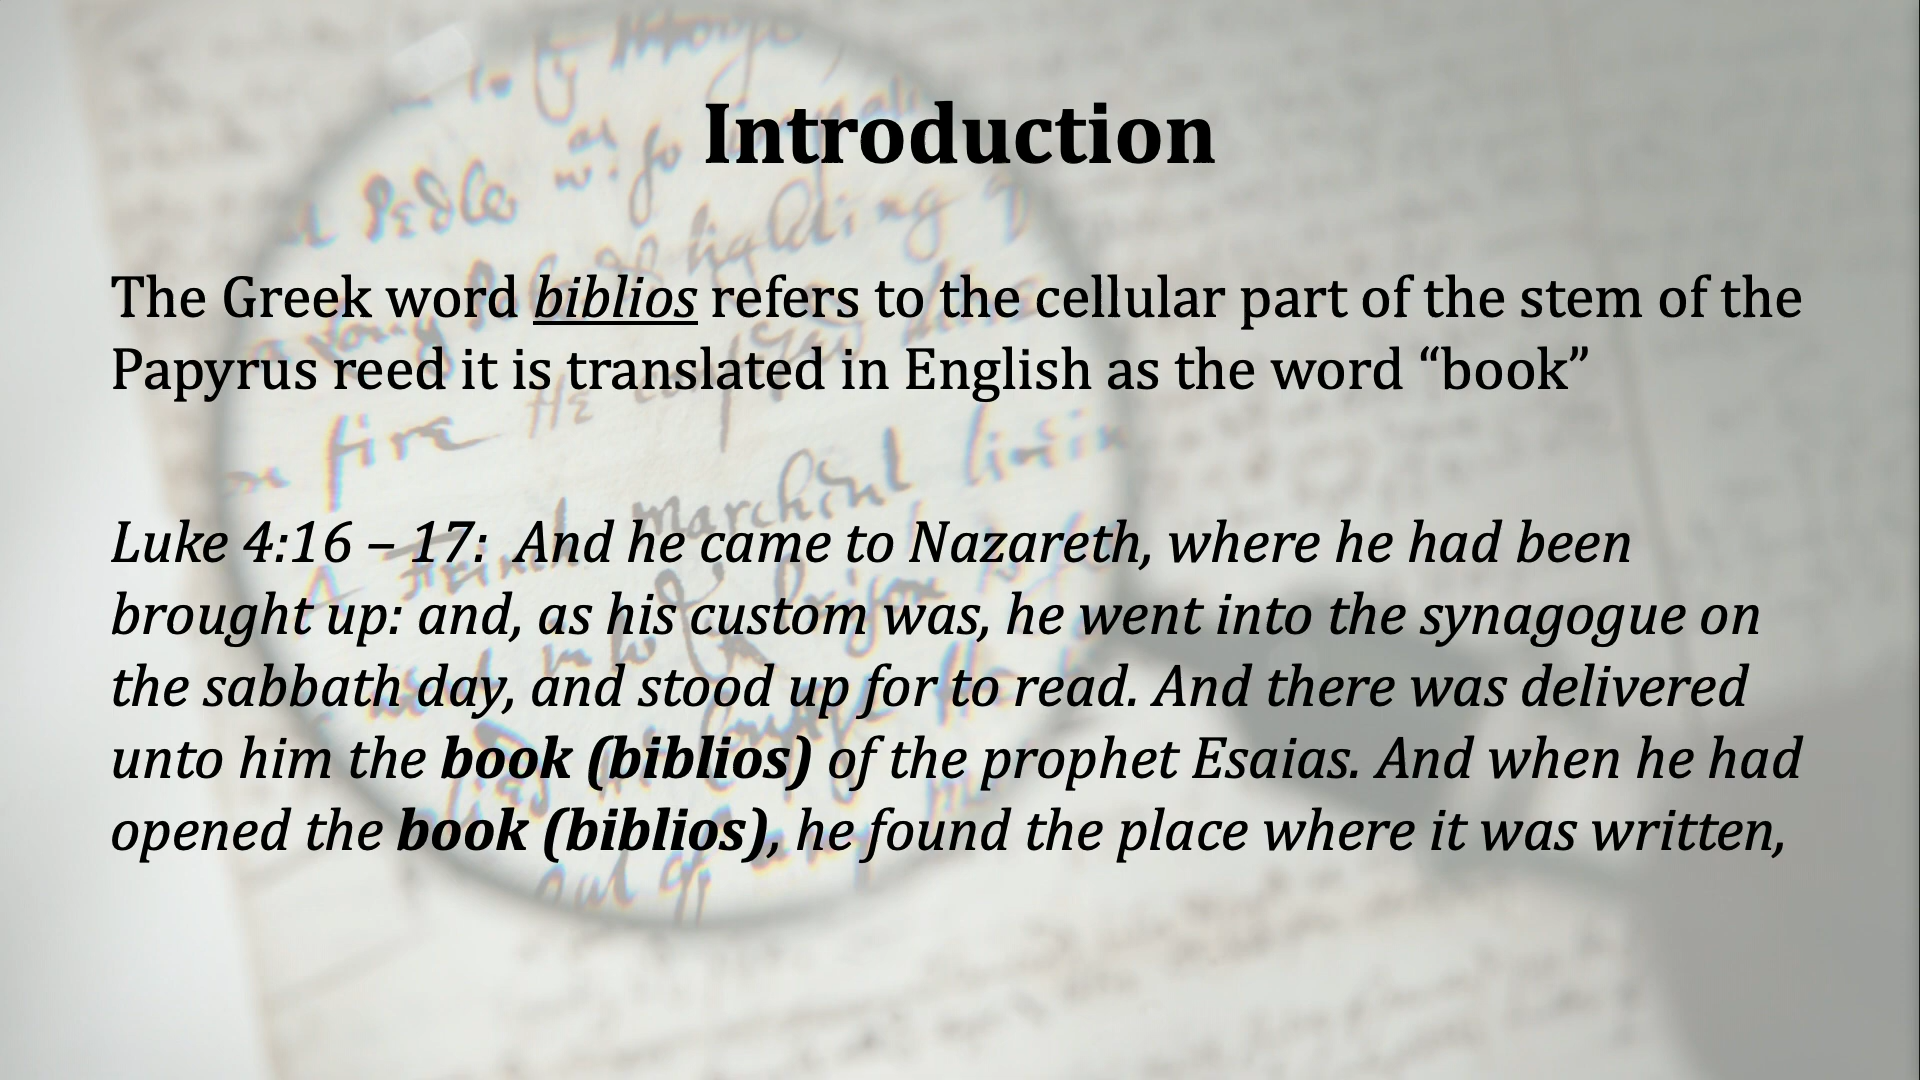 Introduction
The Greek word biblios refers to the cellular part of the stem of the
Papyrus reed it is translated in English as the word “book”
Luke 4:16 – 17:  And he came to Nazareth, where he had been
brought up: and, as his custom was, he went into the synagogue on
the sabbath day, and stood up for to read. And there was delivered
unto him the book (biblios) of the prophet Esaias. And when he had
opened the book (biblios), he found the place where it was written,